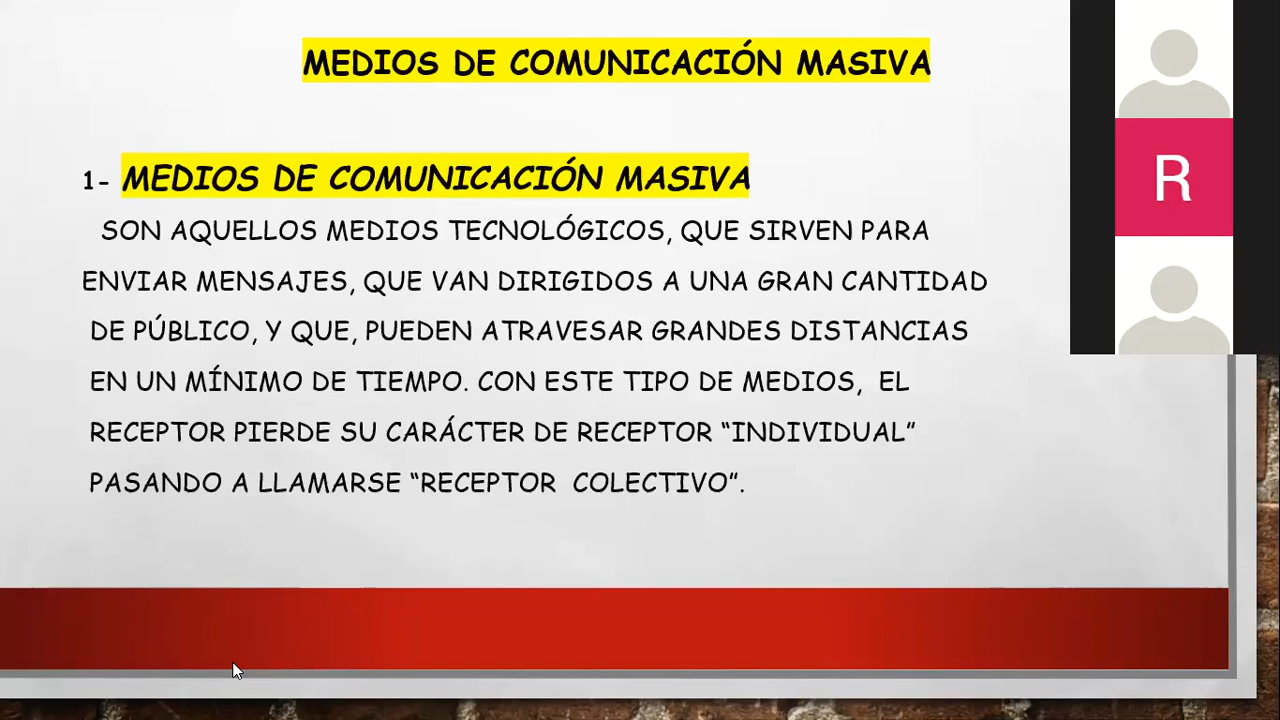 MEDIOS DE COMUNICACIÓN MASIVA
1- MEDIOS DE COMUNICACIÓN MASIVA
SON AQUELLOS MEDIOS TECNOLÓGICOS, QUE SIRVEN PARA
ENVIAR MENSAJES, QUE VAN DIRIGIDOS A UNA GRAN CANTIDAD
DE PÚBLICO, Y QUE, PUEDEN ATRAVESAR GRANDES DISTANCIAS
EN UN MÍNIMO DE TIEMPO. CON ESTE TIPO DE MEDIOS, EL
RECEPTOR PIERDE SU CARÁCTER DE RECEPTOR “INDIVIDUAL”
PASANDO A LLAMARSE “RECEPTOR COLECTIVO”.
R